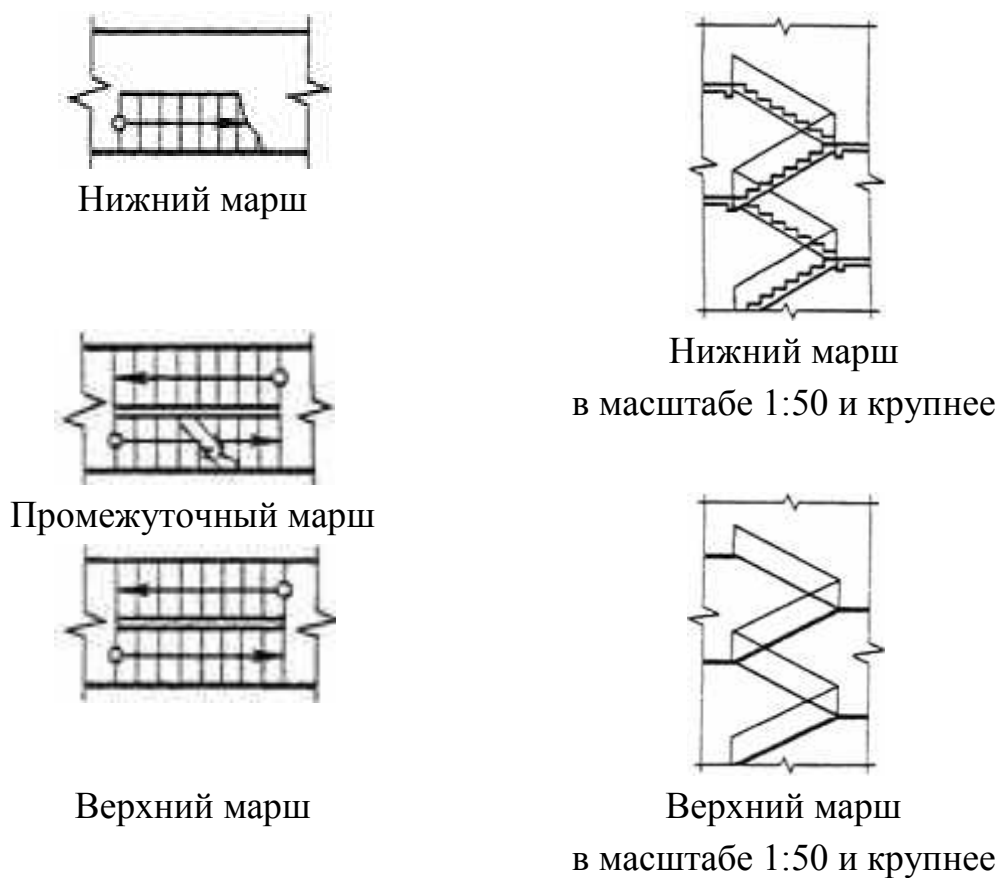 Нижний марш
Промежуточный марш
Верхний марш
Нижний марш
в масштабе 1:50 и крупнее
Верхний марш
в масштабе 1:50 и крупнее